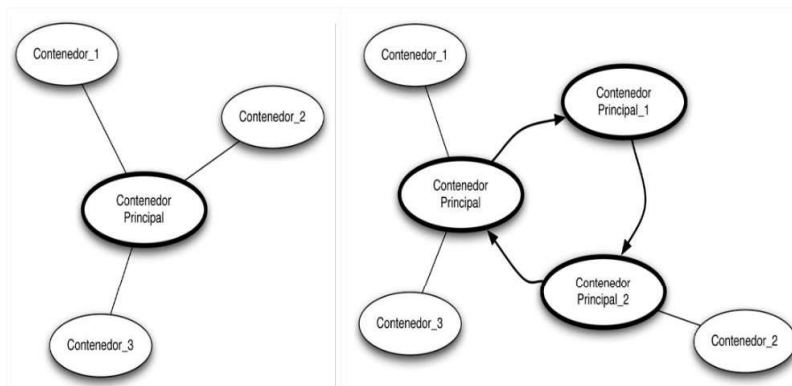 Contenedor_1
Contenedor_2
Contenedor
Principal
Contenedor_3
Contenedor_1
Contenedor
Principal_1
Contenedor
Principal
Contenedor
Principal_2
Contenedor_3
Contenedor_2